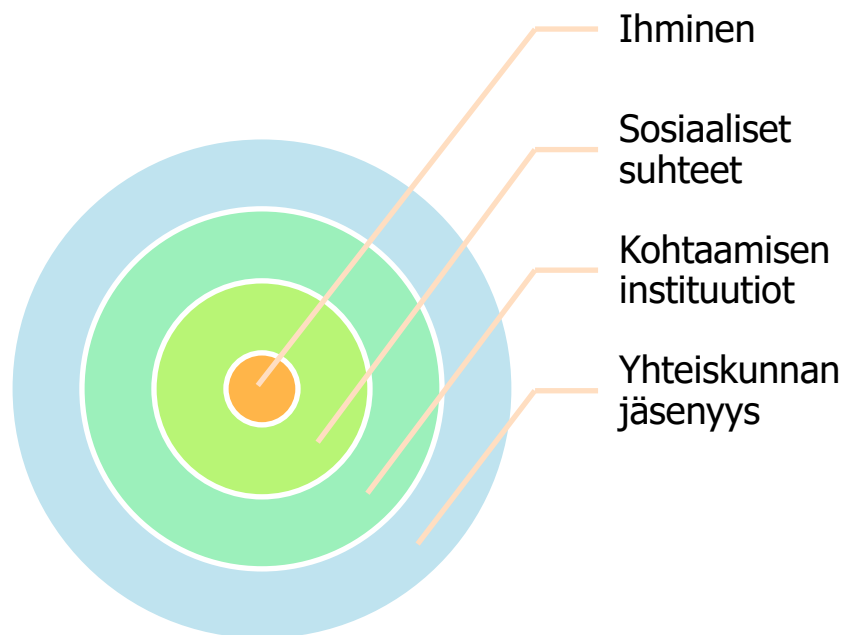 Ihminen
Sosiaaliset
suhteet
Kohtaamisen
instituutiot
Yhteiskunnan
jäsenyys